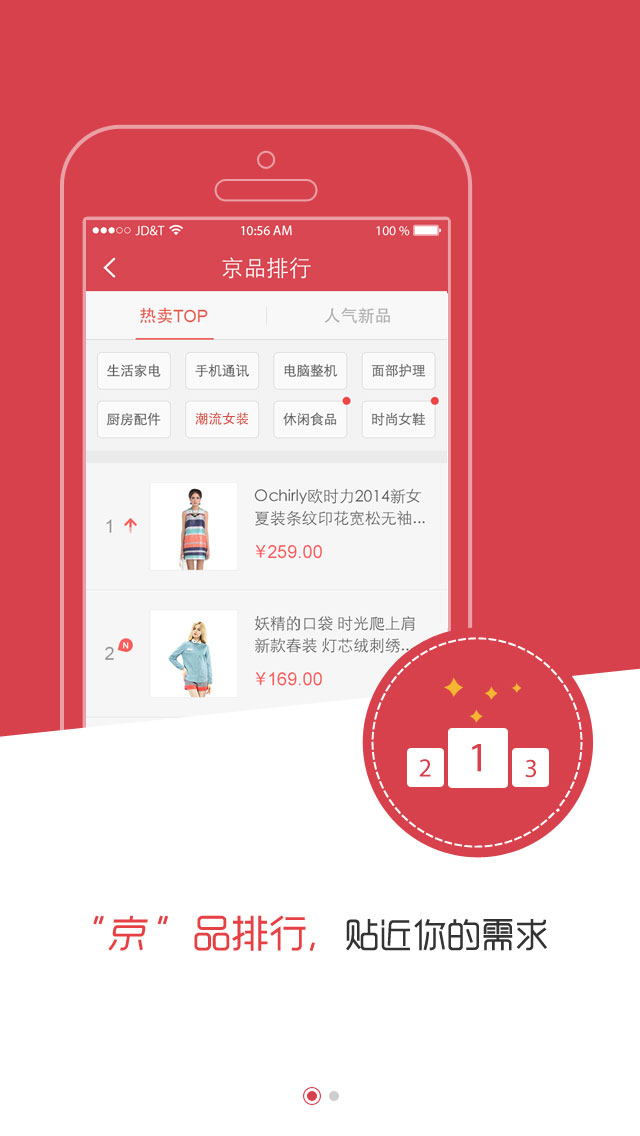 JD&T 10:56 AM 100 %
京品排行
热卖TOP 人气新品
生活家电 手机通讯 电脑整机 面部护理
厨房配件 潮流女装 休闲食品 时尚女鞋
1
Ochirly欧时力2014新女
夏装条纹印花宽松无袖...
¥259.00
2 N
妖精的口袋 时光爬上肩
新款春装 灯芯绒刺绣...
¥169.00
2 1 3
“京”品排行，贴近你的需求